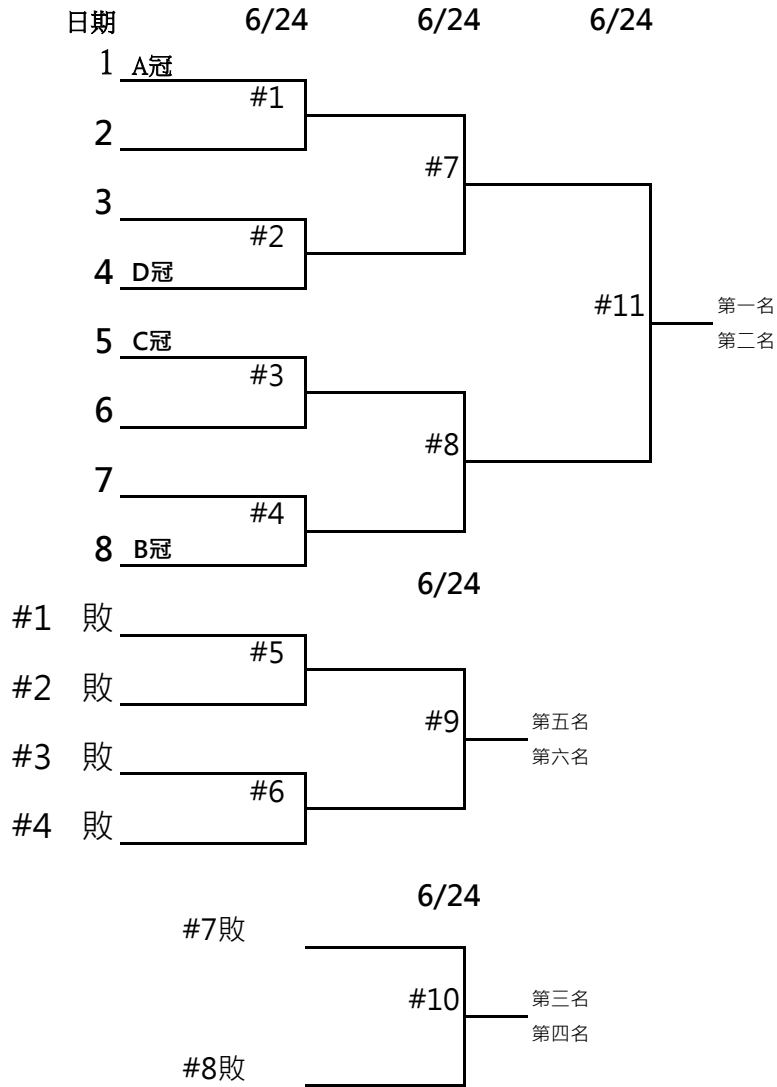 日期 6/24 6/24 6/24
1 A冠
#1
2
#7
3
#2
4 D冠
#11 第一名
第二名
5 C冠
#3
6
#8
7
#4
8 B冠
6/24
#1 敗
#5
#2 敗
#9 第五名
第六名
#3 敗
#6
#4 敗
6/24
#7敗
#10 第三名
第四名
#8敗